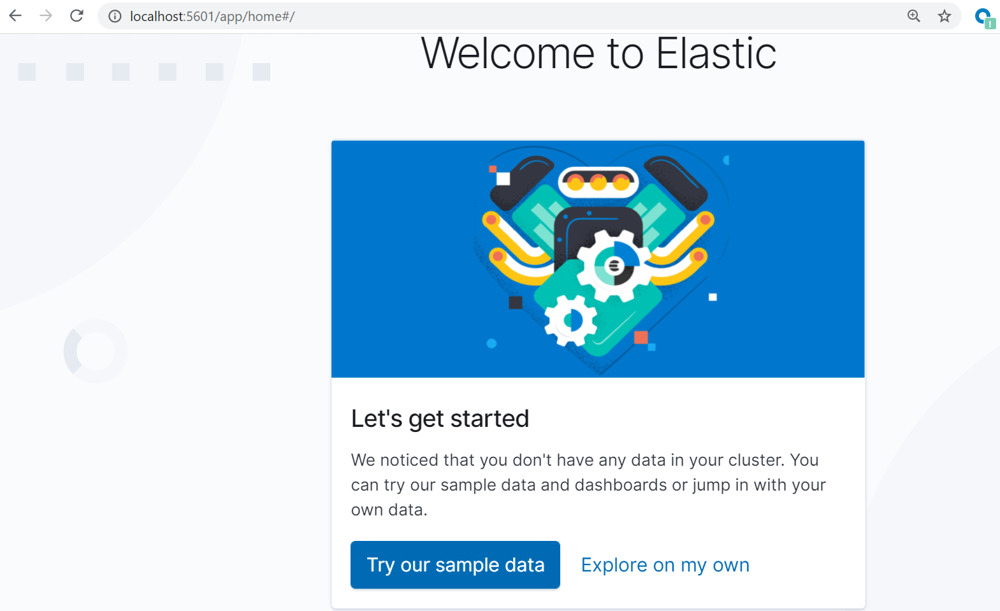 localhost:5601/app/home#/
Welcome to Elastic
Let's get started
We noticed that you don't have any data in your cluster. You
can try our sample data and dashboards or jump in with your
own data.
Try our sample data
Explore on my own